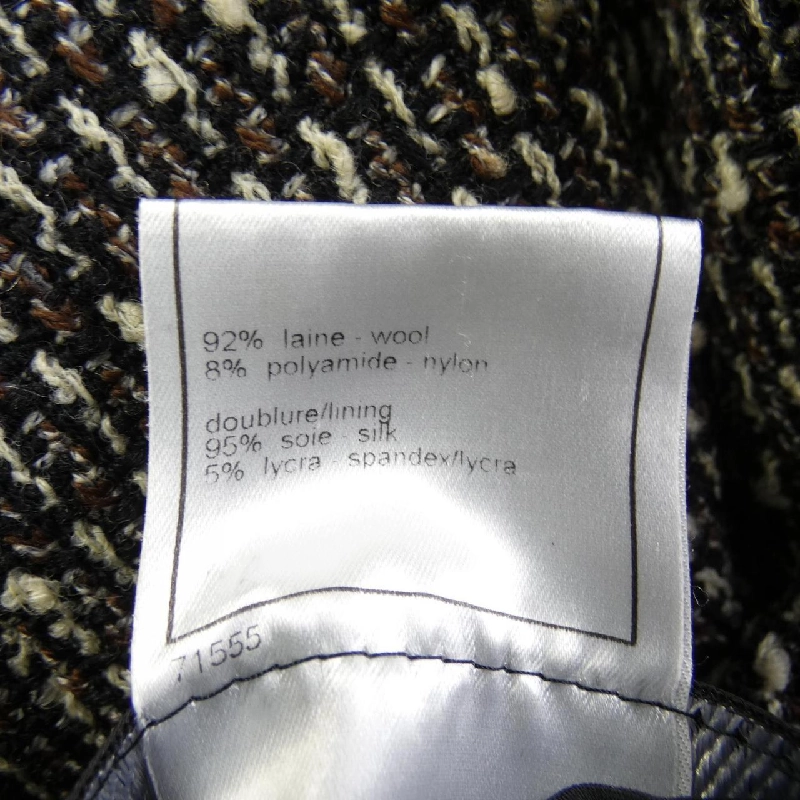 92% laine - wool
8% polyamide - nylon
doublure/lining
95% soie - silk
5% lycra - spandex/lycra
71555